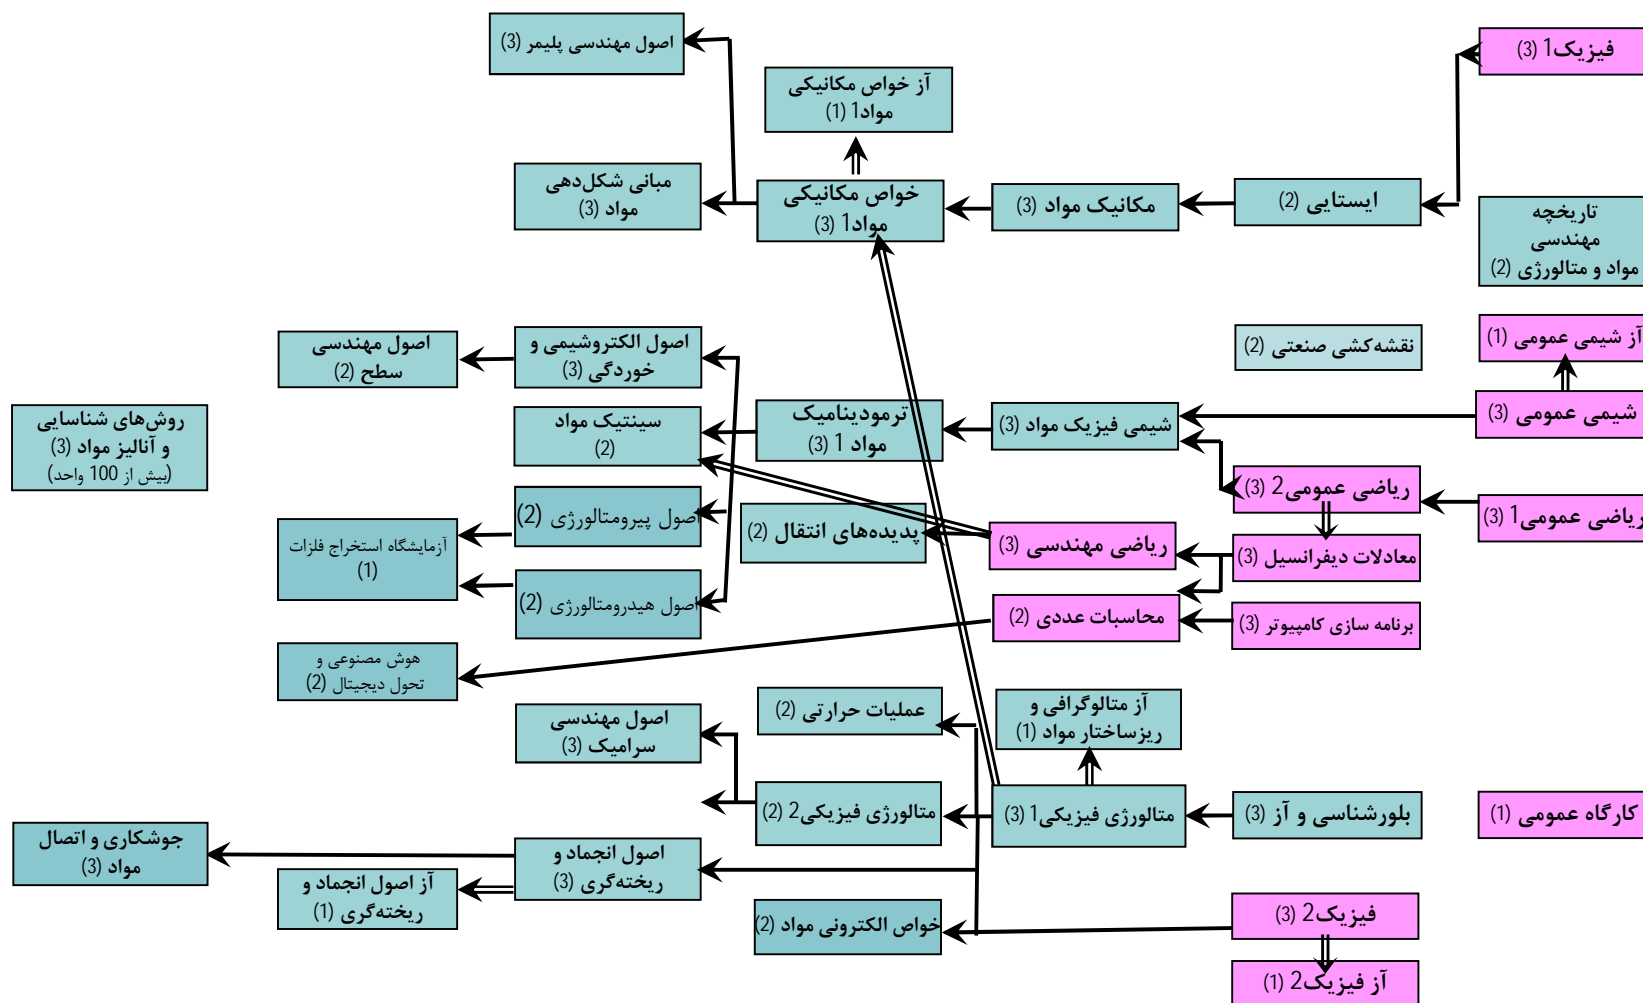 فیزیک1 (3)
تاریخچه
مهندسی
مواد و متالورژی (2)
آز شیمی عمومی (1)
شیمی عمومی (3)
ریاضی عمومی1 (3)
کارگاه عمومی (1)
ایستایی (2)
نقشه‌کشی صنعتی (2)
ریاضی عمومی2 (3)
معادلات دیفرانسیل (3)
برنامه سازی کامپیوتر (3)
بلورشناسی و آز (3)
فیزیک2 (3)
آز فیزیک2 (1)
مکانیک مواد (3)
شیمی فیزیک مواد (3)
ریاضی مهندسی (3)
محاسبات عددی (2)
آز متالوگرافی و
ریزساختار مواد (1)
متالورژی فیزیکی1 (3)
آز خواص مکانیکی
مواد1 (1)
خواص مکانیکی
مواد1 (3)
ترمودینامیک
مواد 1 (3)
پدیده‌های انتقال (2)
عملیات حرارتی (2)
متالورژی فیزیکی2 (2)
خواص الکترونی مواد (2)
اصول مهندسی پلیمر (3)
مبانی شکل‌دهی
مواد (3)
اصول الکتروشیمی و
خوردگی (3)
سینتیک مواد
(2)
اصول پیرومتالورژی (2)
اصول هیدرومتالورژی (2)
اصول مهندسی
سرامیک (3)
اصول انجماد و
ریخته‌گری (3)
اصول مهندسی
سطح (2)
آزمایشگاه استخراج فلزات
(1)
هوش مصنوعی و
تحول دیجیتال (2)
آز اصول انجماد و
ریخته‌گری (1)
روش‌های شناسایی
و آنالیز مواد (3)
(بیش از 100 واحد)
جوشکاری و اتصال
مواد (3)